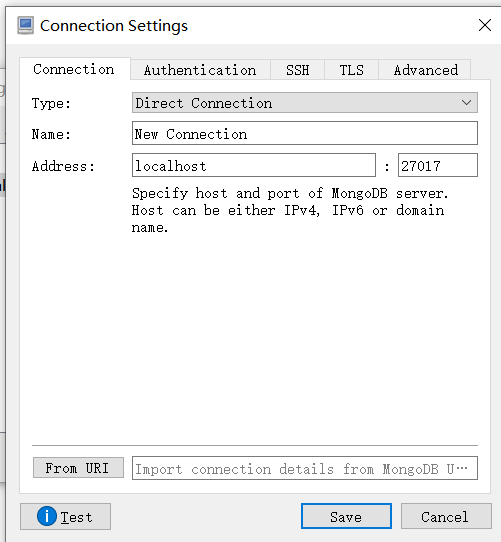 Connection Settings
Connection Authentication SSH TLS Advanced
Type: Direct Connection
Name: New Connection
Address: localhost : 27017
Specify host and port of MongoDB server.
Host can be either IPv4, IPv6 or domain
name.
From URI Import connection details from MongoDB U…
Test Save Cancel